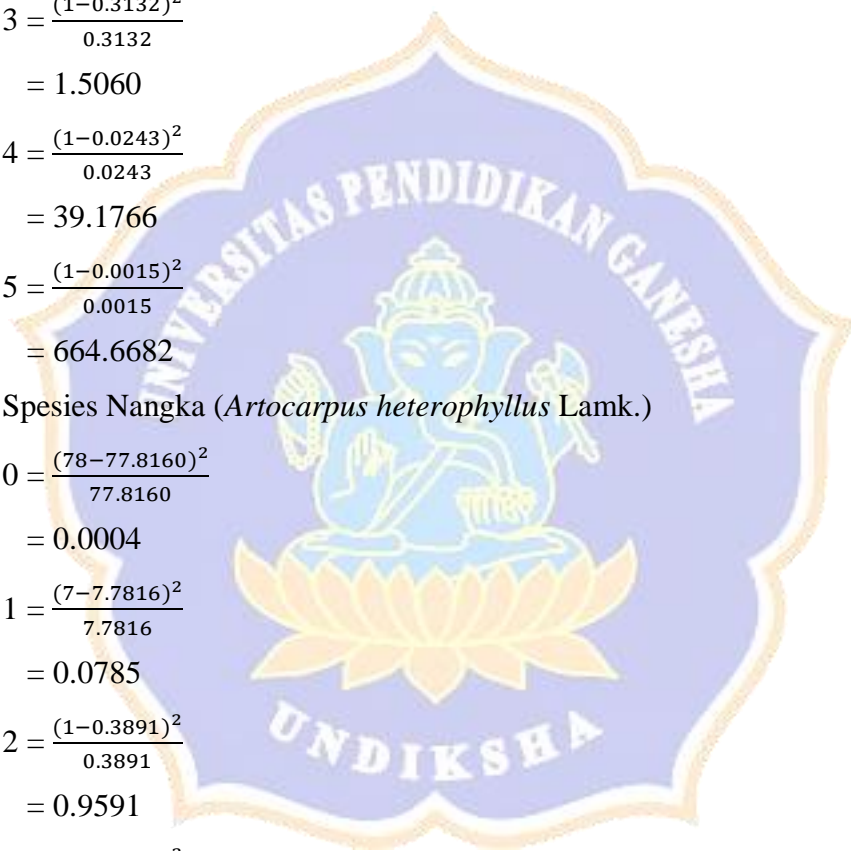 3 = (1−0.3132)² / 0.3132
= 1.5060
4 = (1−0.0243)² / 0.0243
= 39.1766
5 = (1−0.0015)² / 0.0015
= 664.6682
Spesies Nangka (Artocarpus heterophyllus Lamk.)
0 = (78−77.8160)² / 77.8160
= 0.0004
1 = (7−7.7816)² / 7.7816
= 0.0785
2 = (1−0.3891)² / 0.3891
= 0.9591
UNIVERSITAS PENDIDIKAN GANESHA
UNDIKSHA